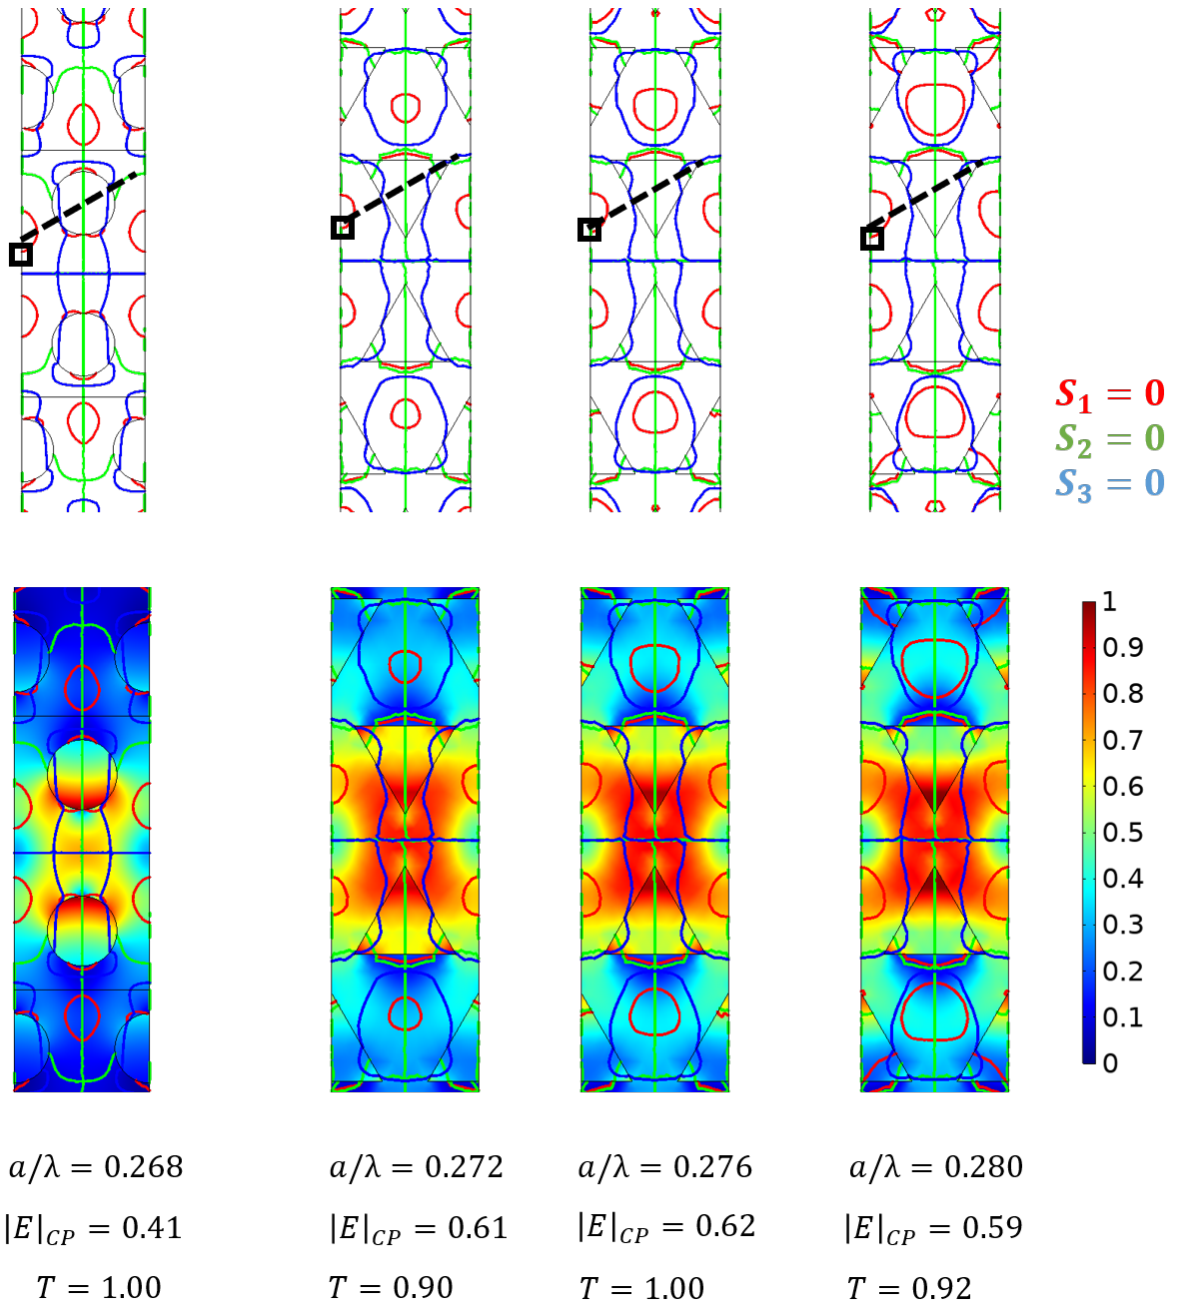 S₁ = 0
S₂ = 0
S₃ = 0
1
0.9
0.8
0.7
0.6
0.5
0.4
0.3
0.2
0.1
0
a/λ = 0.268 a/λ = 0.272 a/λ = 0.276 a/λ = 0.280
|E|CP = 0.41 |E|CP = 0.61 |E|CP = 0.62 |E|CP = 0.59
T = 1.00 T = 0.90 T = 1.00 T = 0.92